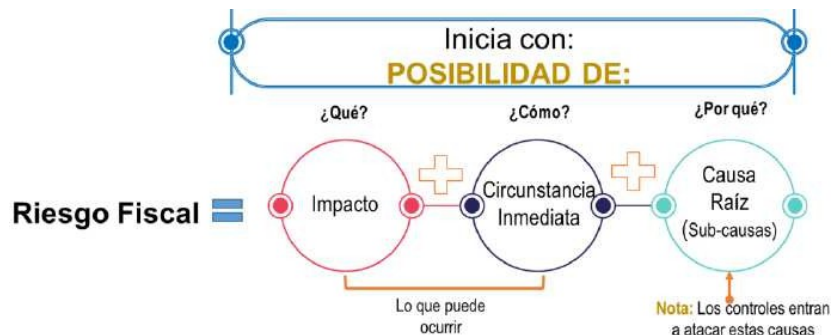 Inicia con:
POSIBILIDAD DE:
¿Qué?
¿Cómo?
¿Por qué?
Riesgo Fiscal =
Impacto
Circunstancia
Inmediata
Causa
Raíz
(Sub-causas)
Lo que puede
ocurrir
Nota: Los controles entran
a atacar estas causas